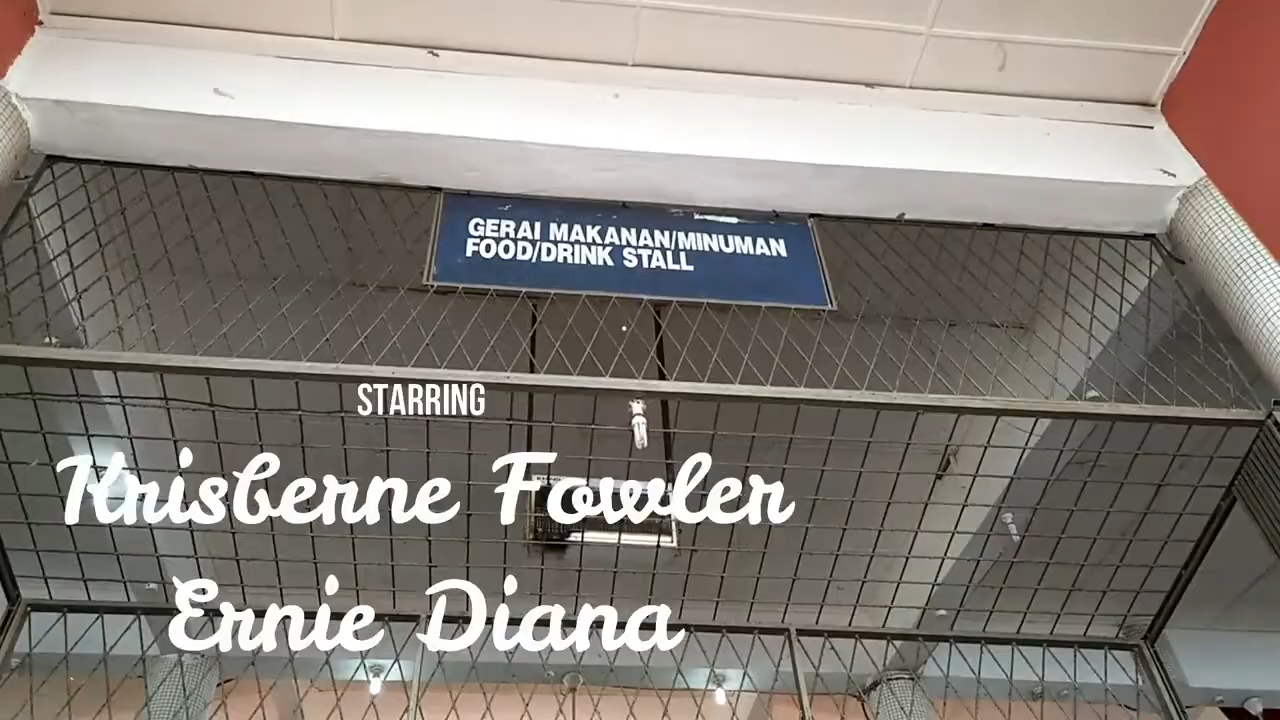 GERAI MAKANAN/MINUMAN
FOOD/DRINK STALL
STARRING
Krisberne Fowler
Ernie Diana